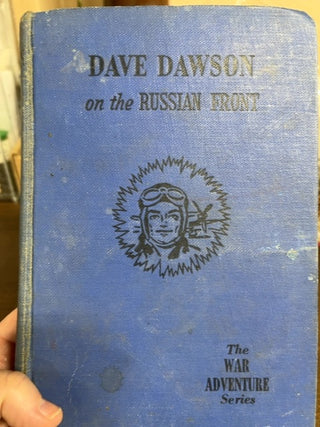 DAVE DAWSON
on the RUSSIAN FRONT
The
WAR
ADVENTURE
Series